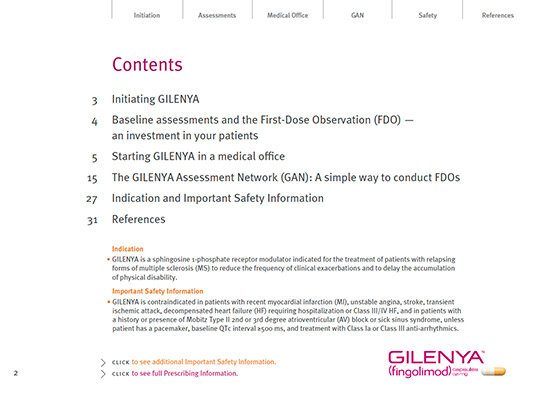 Initiation Assessments Medical Office GAN Safety References
Contents
3 Initiating GILENYA
4 Baseline assessments and the First-Dose Observation (FDO) —
an investment in your patients
5 Starting GILENYA in a medical office
15 The GILENYA Assessment Network (GAN): A simple way to conduct FDOs
27 Indication and Important Safety Information
31 References
Indication
• GILENYA is a sphingosine 1-phosphate receptor modulator indicated for the treatment of patients with relapsing
forms of multiple sclerosis (MS) to reduce the frequency of clinical exacerbations and to delay the accumulation
of physical disability.
Important Safety Information
• GILENYA is contraindicated in patients with recent myocardial infarction (MI), unstable angina, stroke, transient
ischemic attack, decompensated heart failure (HF) requiring hospitalization or Class III/IV HF, and in patients with
a history or presence of Mobitz Type II 2nd or 3rd degree atrioventricular (AV) block or sick sinus syndrome, unless
patient has a pacemaker, baseline QTc interval ≥500 ms, and treatment with Class Ia or Class III anti-arrhythmics.
CLICK to see additional Important Safety Information.
CLICK to see full Prescribing Information.
GILENYA™
(fingolimod) capsules
2